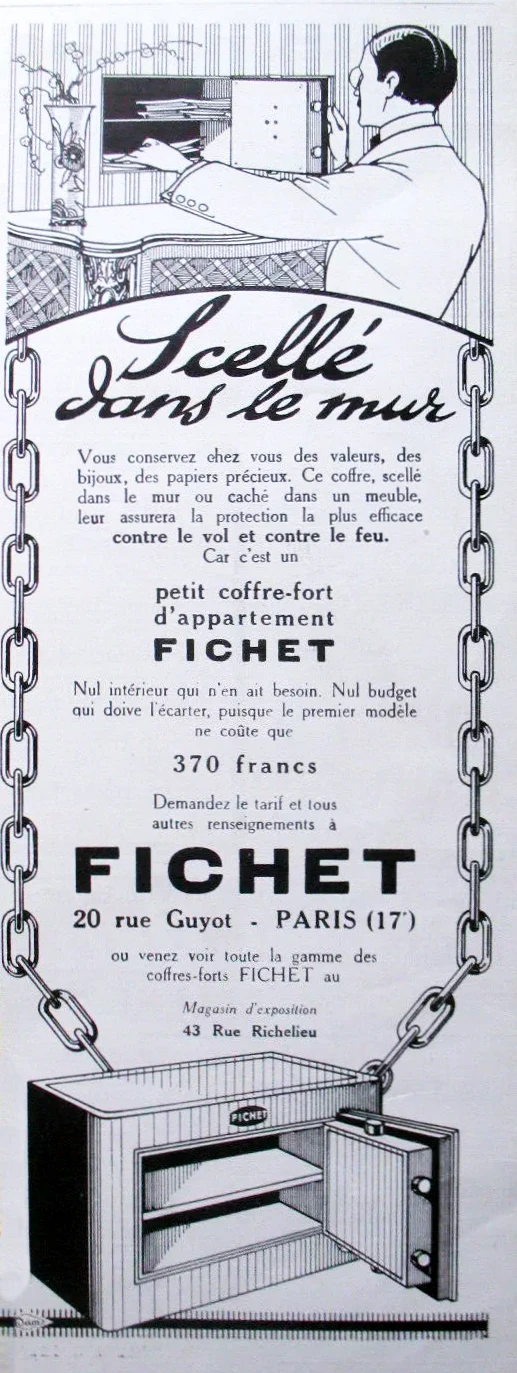 Scellé
dans le mur
Vous conservez chez vous des valeurs, des
bijoux, des papiers précieux. Ce coffre, scellé
dans le mur ou caché dans un meuble,
leur assurera la protection la plus efficace
contre le vol et contre le feu.
Car c'est un
petit coffre-fort
d'appartement
FICHET
Nul intérieur qui n'en ait besoin. Nul budget
qui doive l'écarter, puisque le premier modèle
ne coûte que
370 francs
Demandez le tarif et tous
autres renseignements à
FICHET
20 rue Guyot - PARIS (17e)
ou venez voir toute la gamme des
coffres-forts FICHET au
Magasin d'exposition
43 Rue Richelieu
FICHET